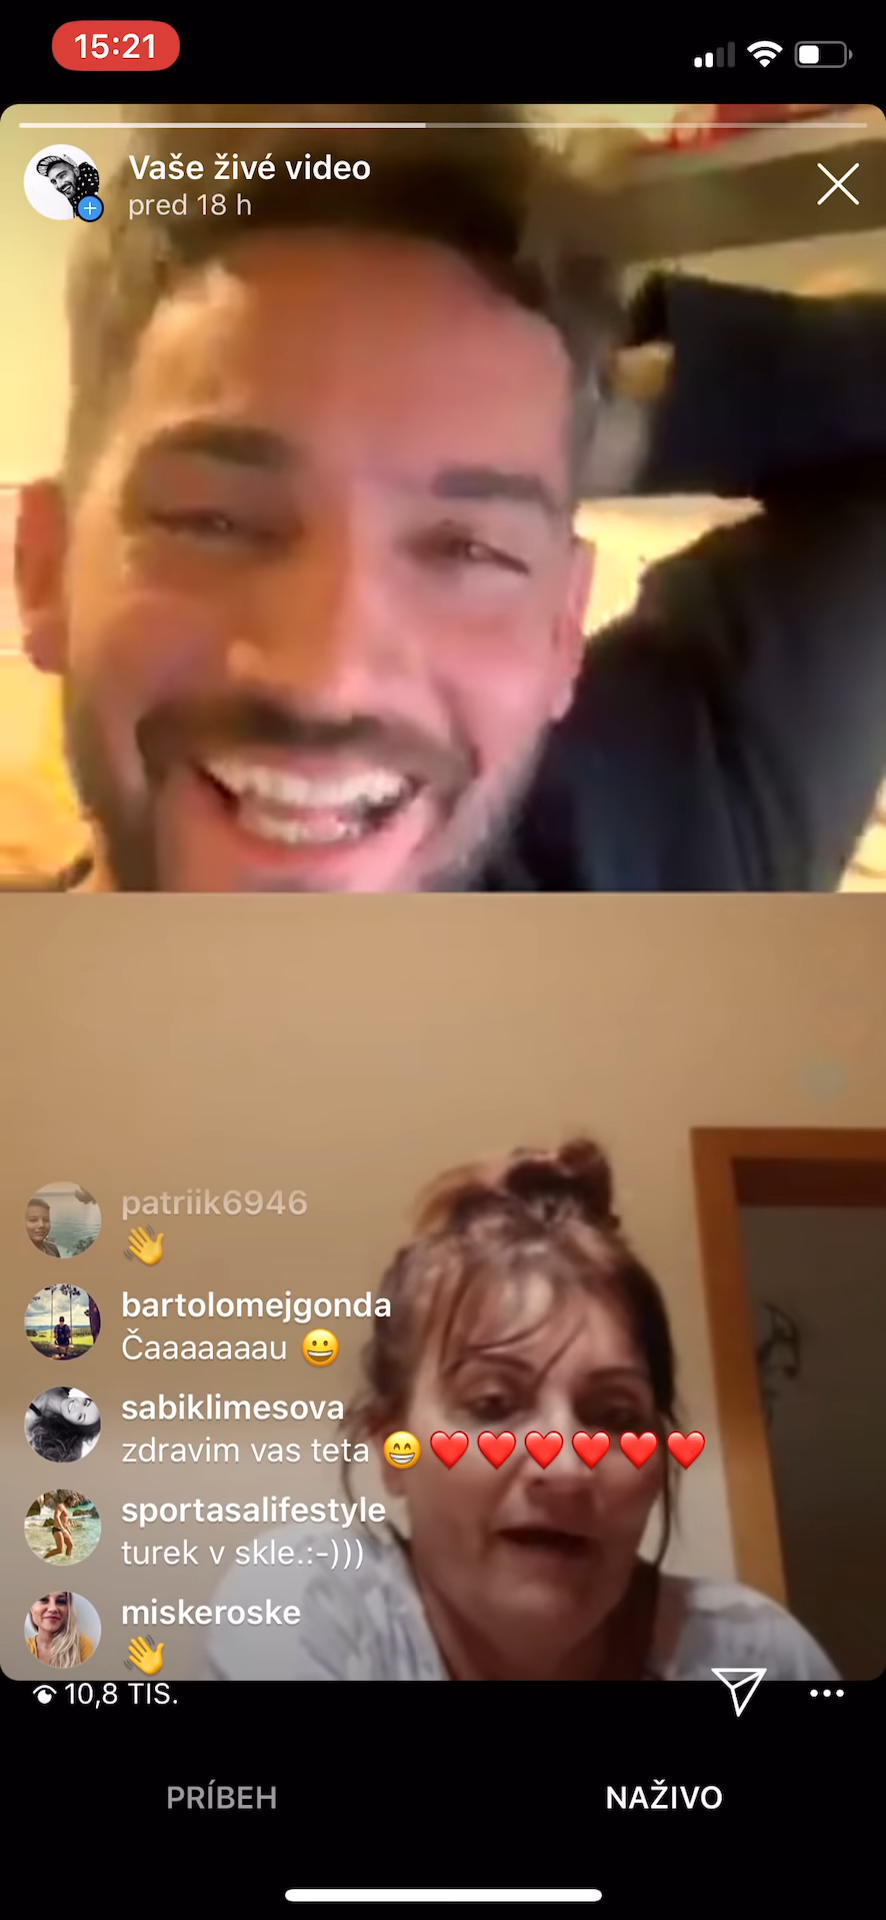 15:21
Vaše živé video
pred 18 h
patriik6946
👋
bartolomejgonda
Čaaaaaaau 😀
sabiklimesova
zdravim vas teta 😁❤️❤️❤️❤️❤️❤️
sportasalifestyle
turek v skle.:-)))
miskeroske
👋
10,8 TIS.
PRÍBEH
NAŽIVO